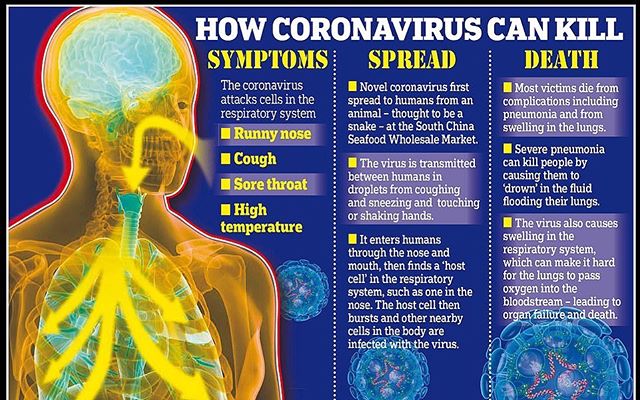 HOW CORONAVIRUS CAN KILL
SYMPTOMS
The coronavirus
attacks cells in the
respiratory system
Runny nose
Cough
Sore throat
High
temperature
SPREAD
Novel coronavirus first
spread to humans from an
animal – thought to be a
snake – at the South China
Seafood Wholesale Market.
The virus is transmitted
between humans in
droplets from coughing
and sneezing and touching
or shaking hands.
It enters humans
through the nose and
mouth, then finds a 'host
cell' in the respiratory
system, such as one in the
nose. The host cell then
bursts and other nearby
cells in the body are
infected with the virus.
DEATH
Most victims die from
complications including
pneumonia and from
swelling in the lungs.
Severe pneumonia
can kill people by
causing them to
'drown' in the fluid
flooding their lungs.
The virus also causes
swelling in the
respiratory system,
which can make it hard
for the lungs to pass
oxygen into the
bloodstream – leading to
organ failure and death.